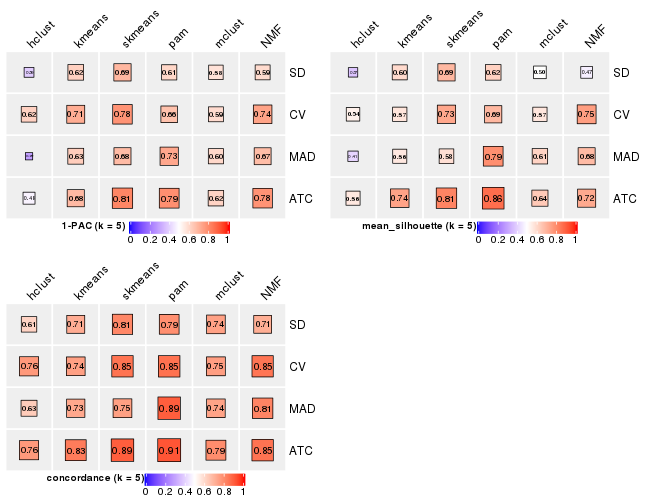 hclust kmeans skmeans pam mclust NMF
0.62 0.69 0.61 0.58 0.59 SD
0.62 0.71 0.78 0.66 0.59 0.74 CV
0.63 0.68 0.73 0.60 0.67 MAD
0.41 0.68 0.81 0.79 0.62 0.78 ATC
1-PAC (k = 5)
0 0.2 0.4 0.6 0.8 1
hclust kmeans skmeans pam mclust NMF
0.60 0.69 0.62 0.50 0.47 SD
0.54 0.57 0.73 0.69 0.57 0.75 CV
0.56 0.58 0.79 0.61 0.68 MAD
0.56 0.74 0.81 0.86 0.64 0.72 ATC
mean_silhouette (k = 5)
0 0.2 0.4 0.6 0.8 1
hclust kmeans skmeans pam mclust NMF
0.61 0.71 0.81 0.79 0.74 0.71 SD
0.76 0.74 0.85 0.85 0.75 0.85 CV
0.63 0.73 0.75 0.89 0.74 0.81 MAD
0.76 0.83 0.89 0.91 0.79 0.85 ATC
concordance (k = 5)
0 0.2 0.4 0.6 0.8 1